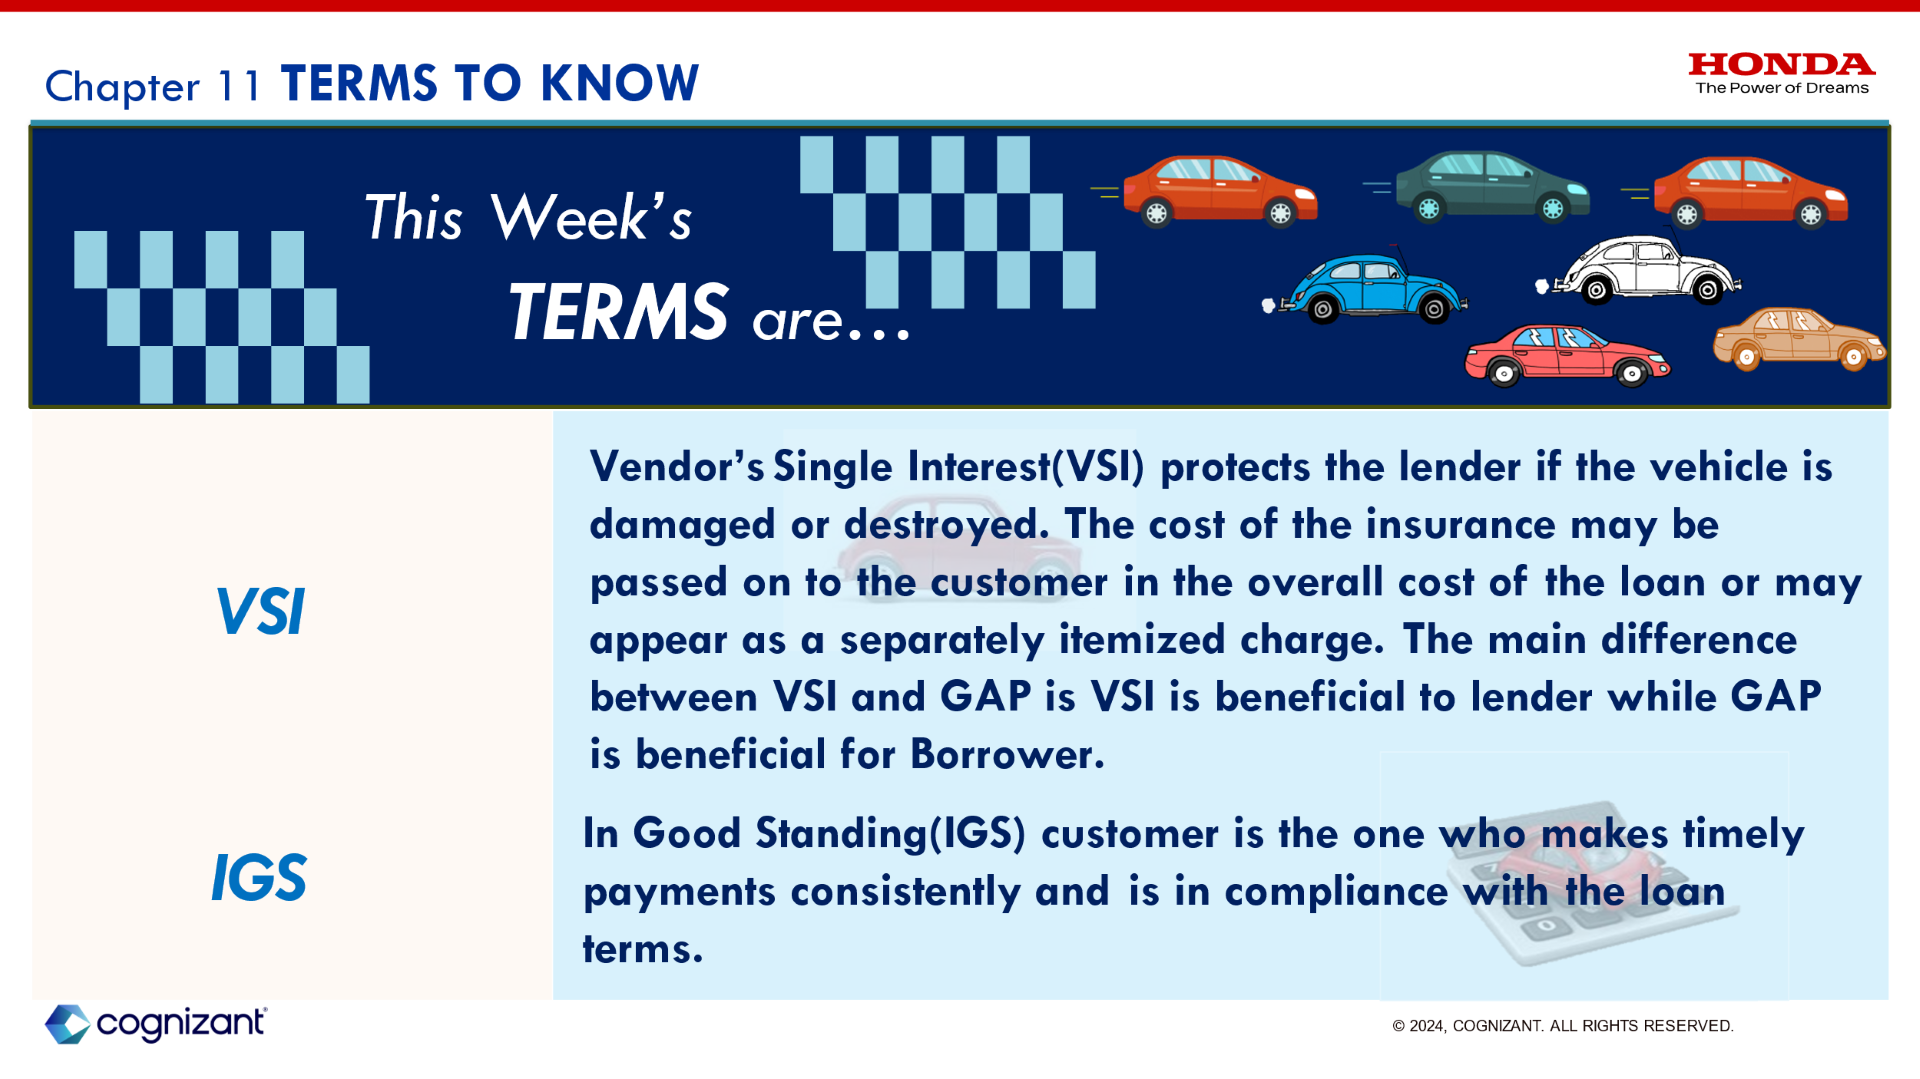 Chapter 11 TERMS TO KNOW
HONDA
The Power of Dreams
This Week’s
TERMS are...
VSI
Vendor’s Single Interest(VSI) protects the lender if the vehicle is
damaged or destroyed. The cost of the insurance may be
passed on to the customer in the overall cost of the loan or may
appear as a separately itemized charge. The main difference
between VSI and GAP is VSI is beneficial to lender while GAP
is beneficial for Borrower.
IGS
In Good Standing(IGS) customer is the one who makes timely
payments consistently and is in compliance with the loan
terms.
cognizant
© 2024, COGNIZANT. ALL RIGHTS RESERVED.